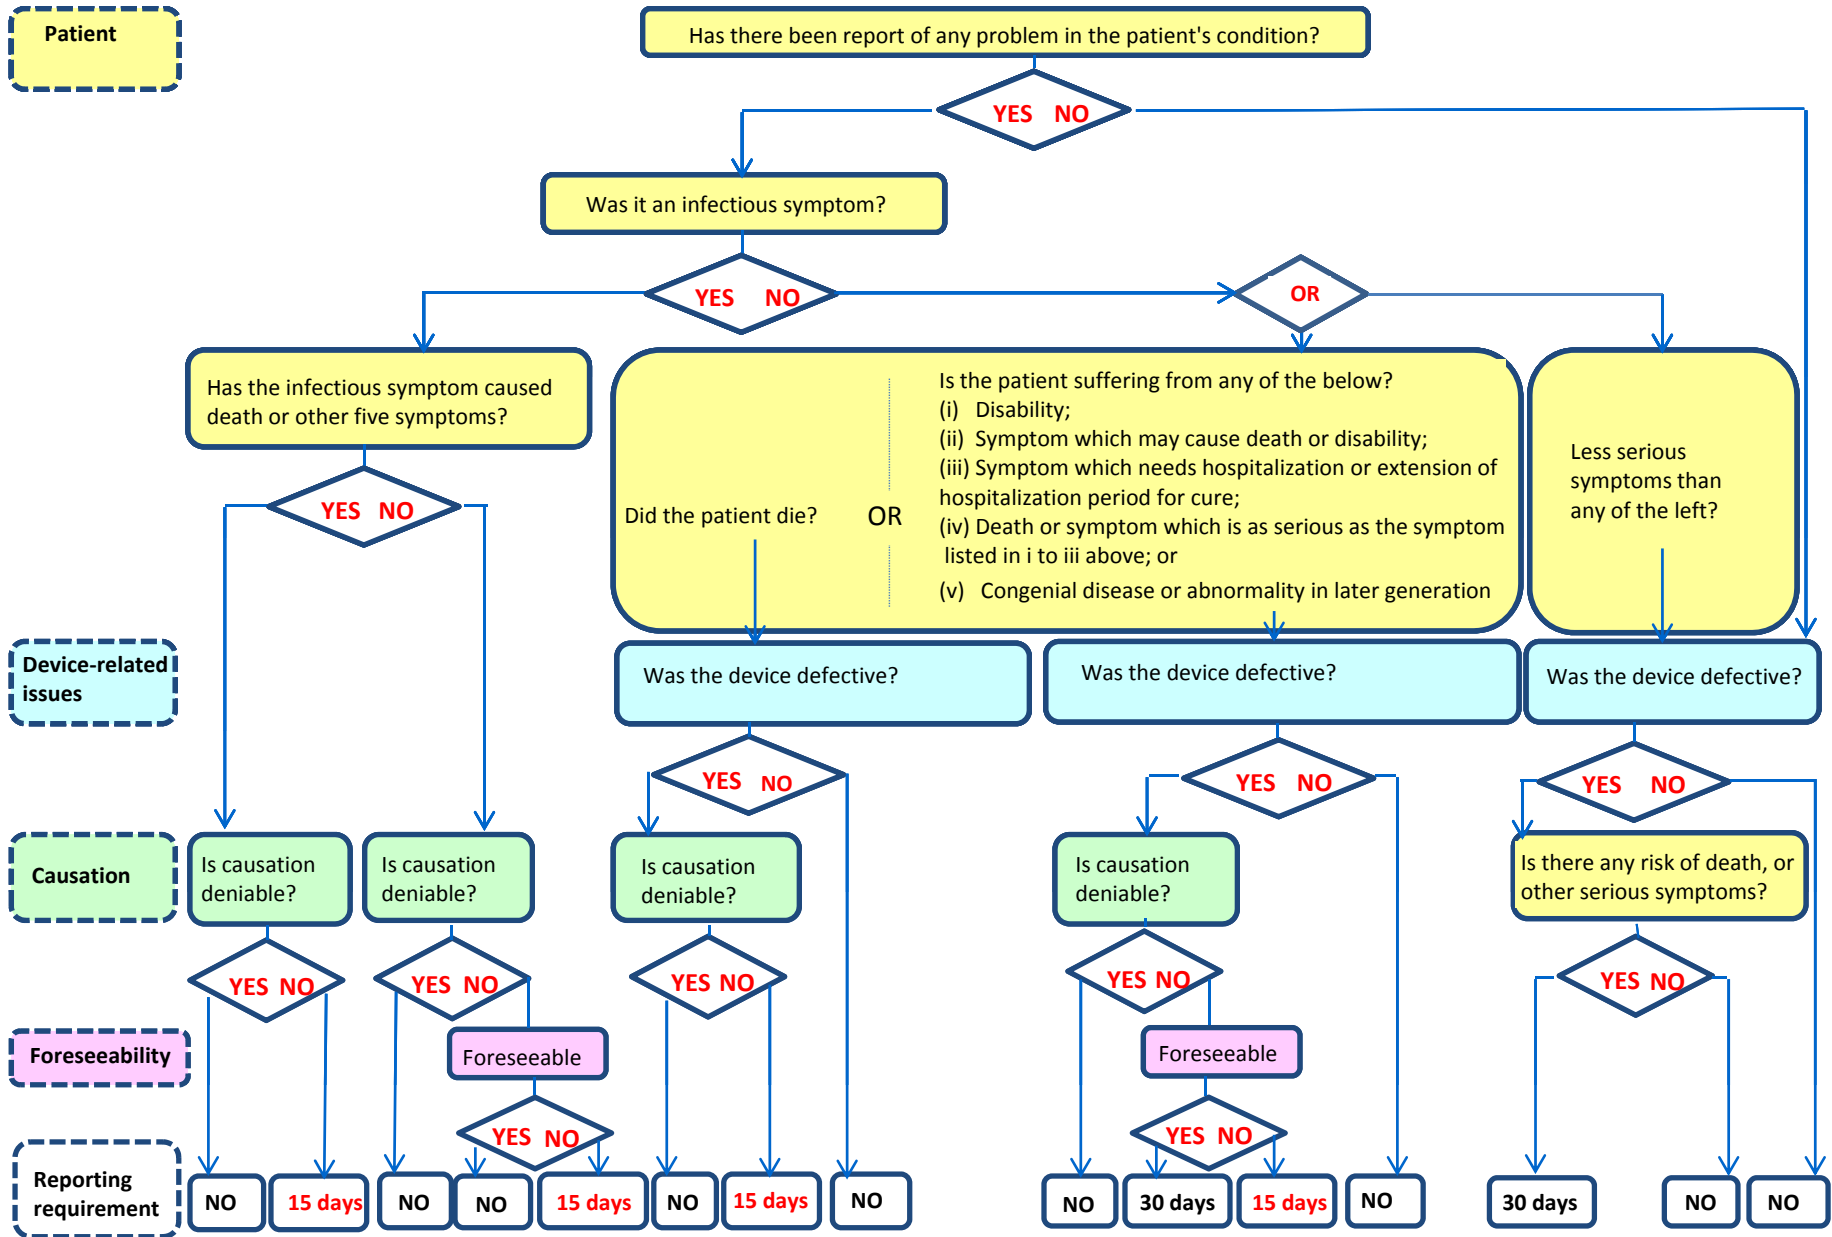 Patient
Has there been report of any problem in the patient's condition?
YES NO
Was it an infectious symptom?
YES NO
OR
Has the infectious symptom caused
death or other five symptoms?
YES NO
Did the patient die?
OR
Is the patient suffering from any of the below?
(i) Disability;
(ii) Symptom which may cause death or disability;
(iii) Symptom which needs hospitalization or extension of
hospitalization period for cure;
(iv) Death or symptom which is as serious as the symptom
listed in i to iii above; or
(v) Congenial disease or abnormality in later generation
Less serious
symptoms than
any of the left?
Device-related
issues
Was the device defective?
Was the device defective?
Was the device defective?
YES NO
YES NO
YES NO
Causation
Is causation
deniable?
Is causation
deniable?
Is causation
deniable?
Is causation
deniable?
Is there any risk of death, or
other serious symptoms?
YES NO
YES NO
YES NO
YES NO
YES NO
Foreseeability
Foreseeable
Foreseeable
YES NO
YES NO
Reporting
requirement
NO
15 days
NO
NO
15 days
NO
15 days
NO
NO
30 days
15 days
NO
30 days
NO
NO